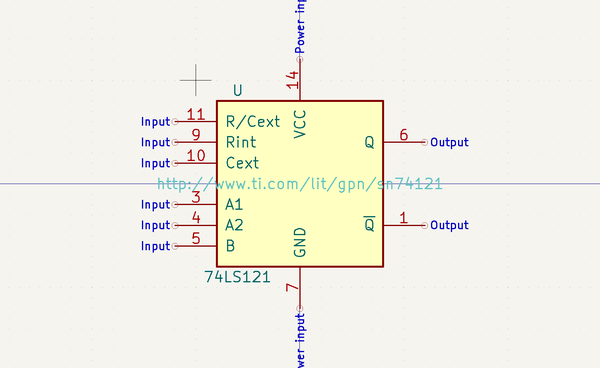 Power in
14
U
Input 11 R/Cext
VCC
Input 9 Rint
Q 6 Output
Input 10 Cext
http://www.ti.com/lit/gpn/sn74121
Input 3 A1
Input 4 A2
Q̅ 1 Output
Input 5 B
GND
74LS121
7
wer input